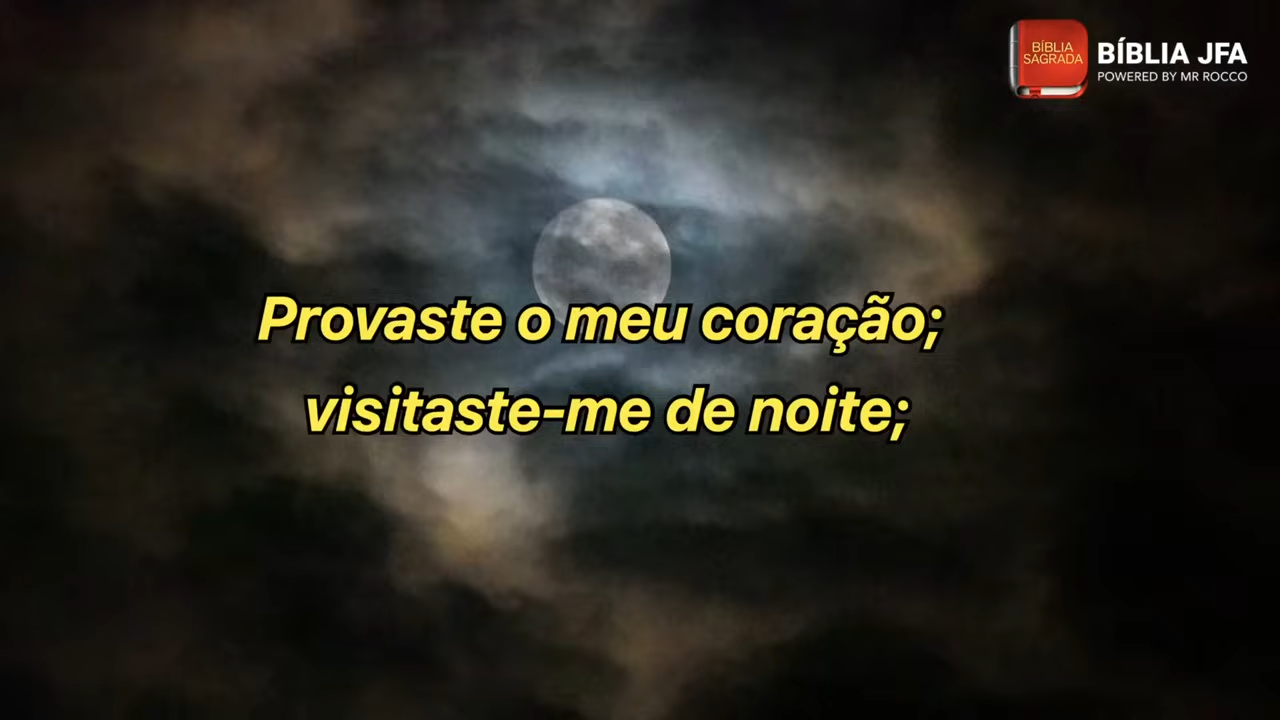 BÍBLIA
SAGRADA
BÍBLIA JFA
POWERED BY MR ROCCO
Provaste o meu coração;
visitaste-me de noite;